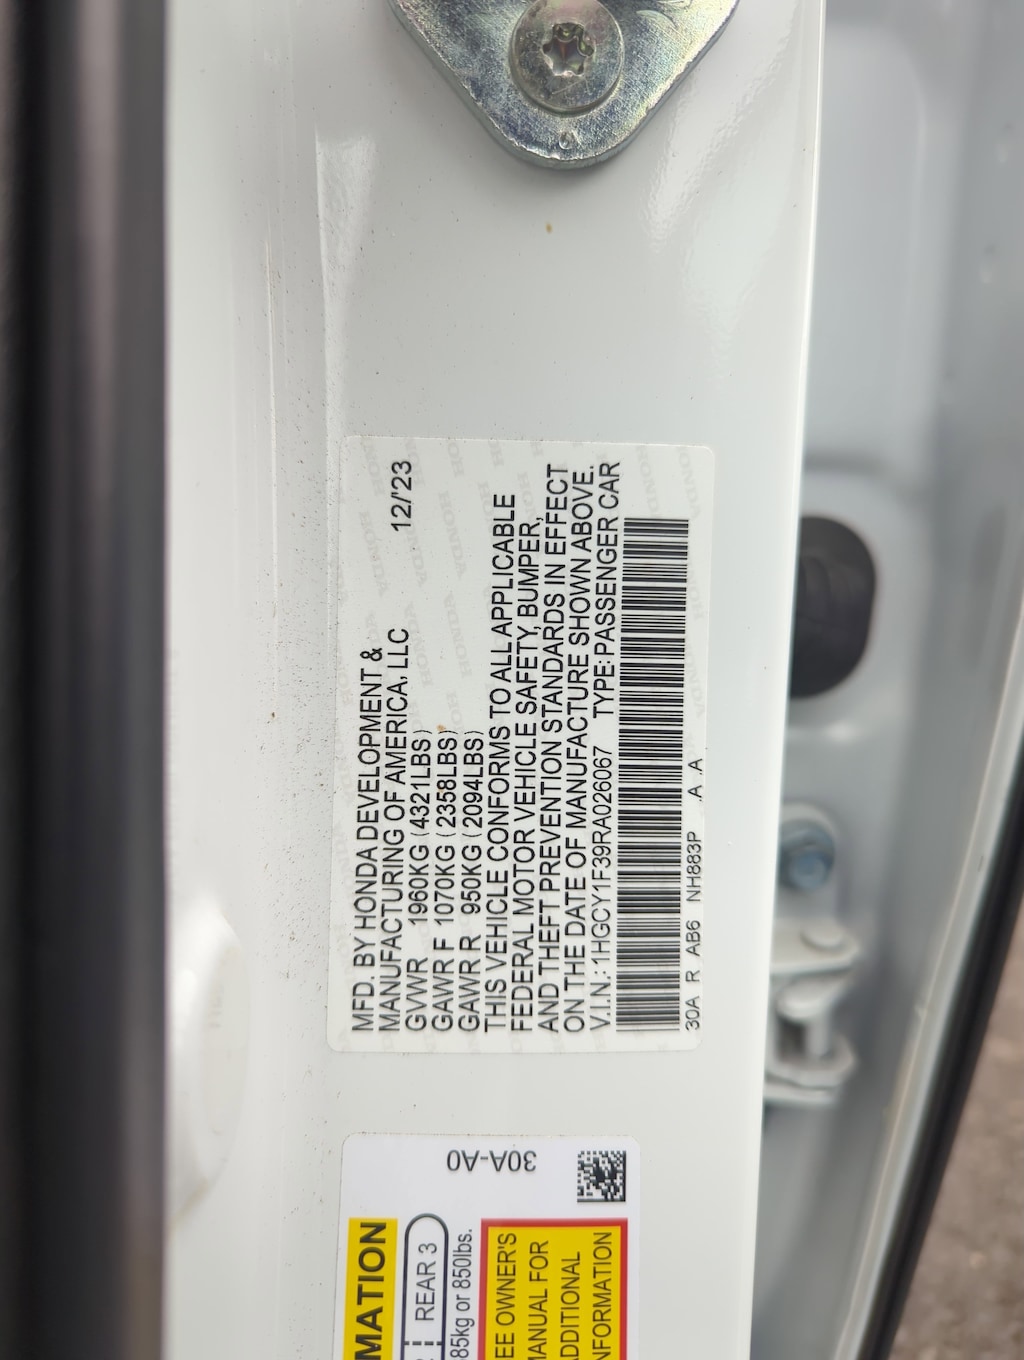 MFD. BY HONDA DEVELOPMENT &
MANUFACTURING OF AMERICA, LLC 12/'23
GVWR 1960KG (4321LBS)
GAWR F 1070KG (2358LBS)
GAWR R 950KG (2094LBS)
THIS VEHICLE CONFORMS TO ALL APPLICABLE
FEDERAL MOTOR VEHICLE SAFETY, BUMPER,
AND THEFT PREVENTION STANDARDS IN EFFECT
ON THE DATE OF MANUFACTURE SHOWN ABOVE.
V.I.N.: 1HGCY1F39RA026067 TYPE: PASSENGER CAR
30A R AB6 NH883P .A .A
30A-A0
MATION
REAR 3
85kg or 850lbs.
EE OWNER'S
MANUAL FOR
ADDITIONAL
NFORMATION